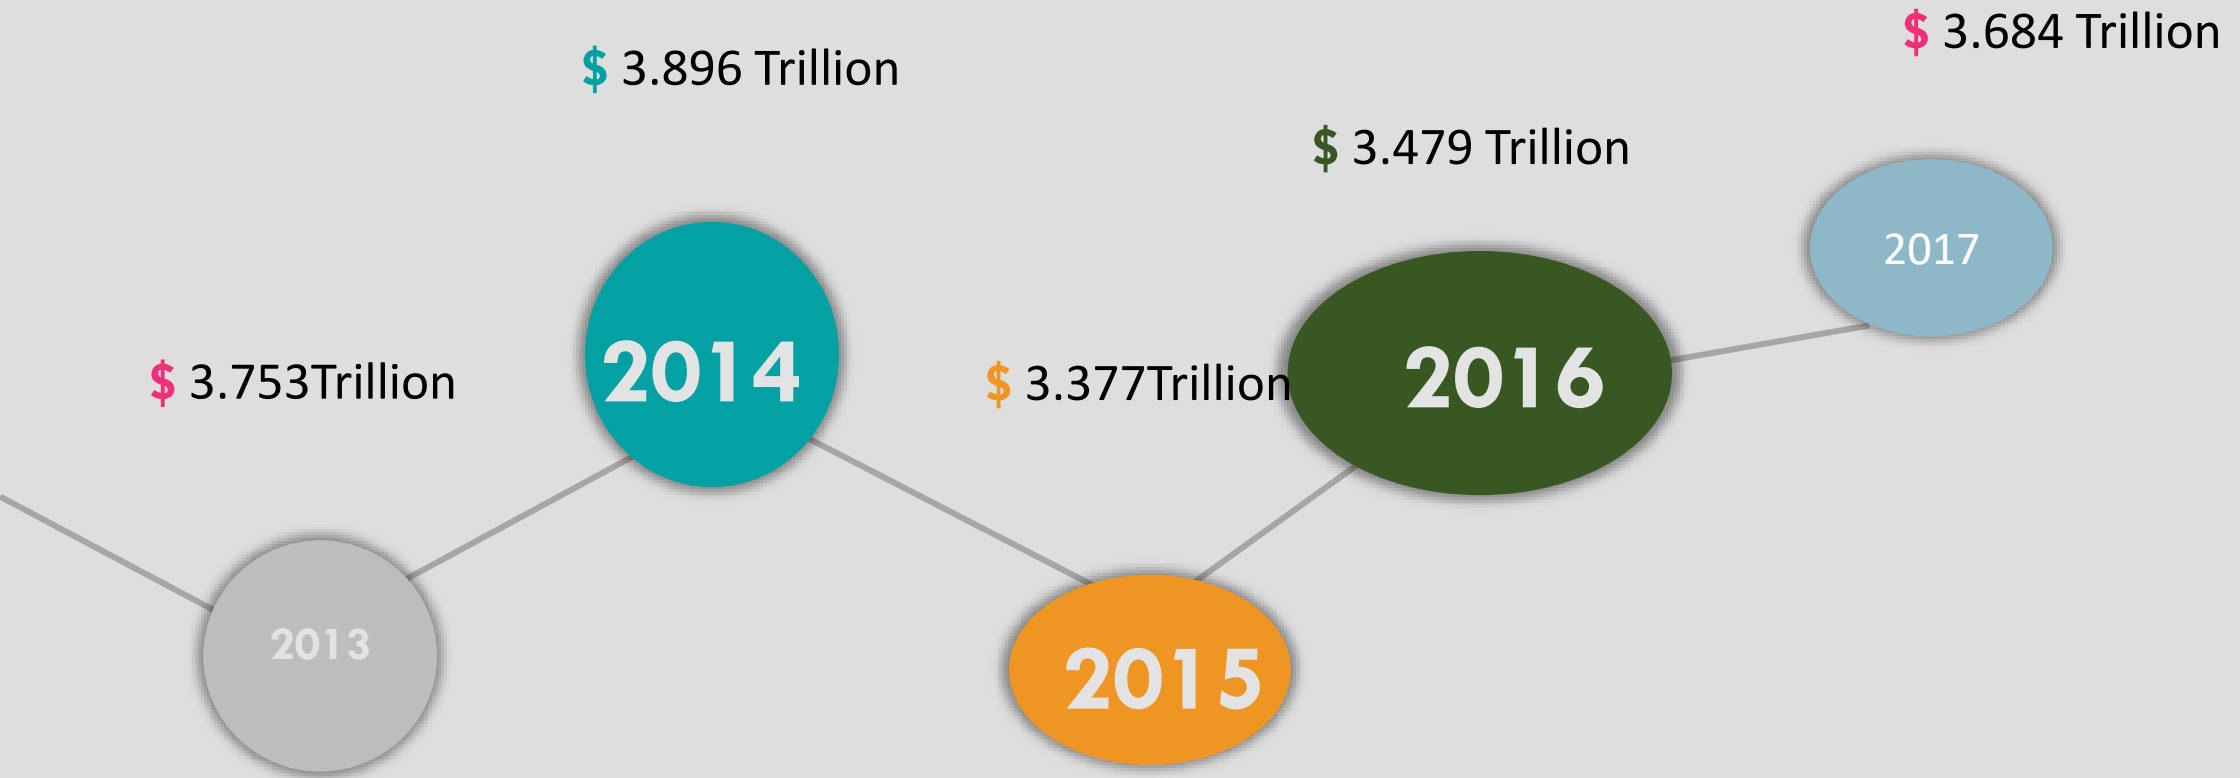 $ 3.684 Trillion
$ 3.896 Trillion
$ 3.479 Trillion
2017
2014
$ 3.753Trillion
$ 3.377Trillion
2016
2013
2015